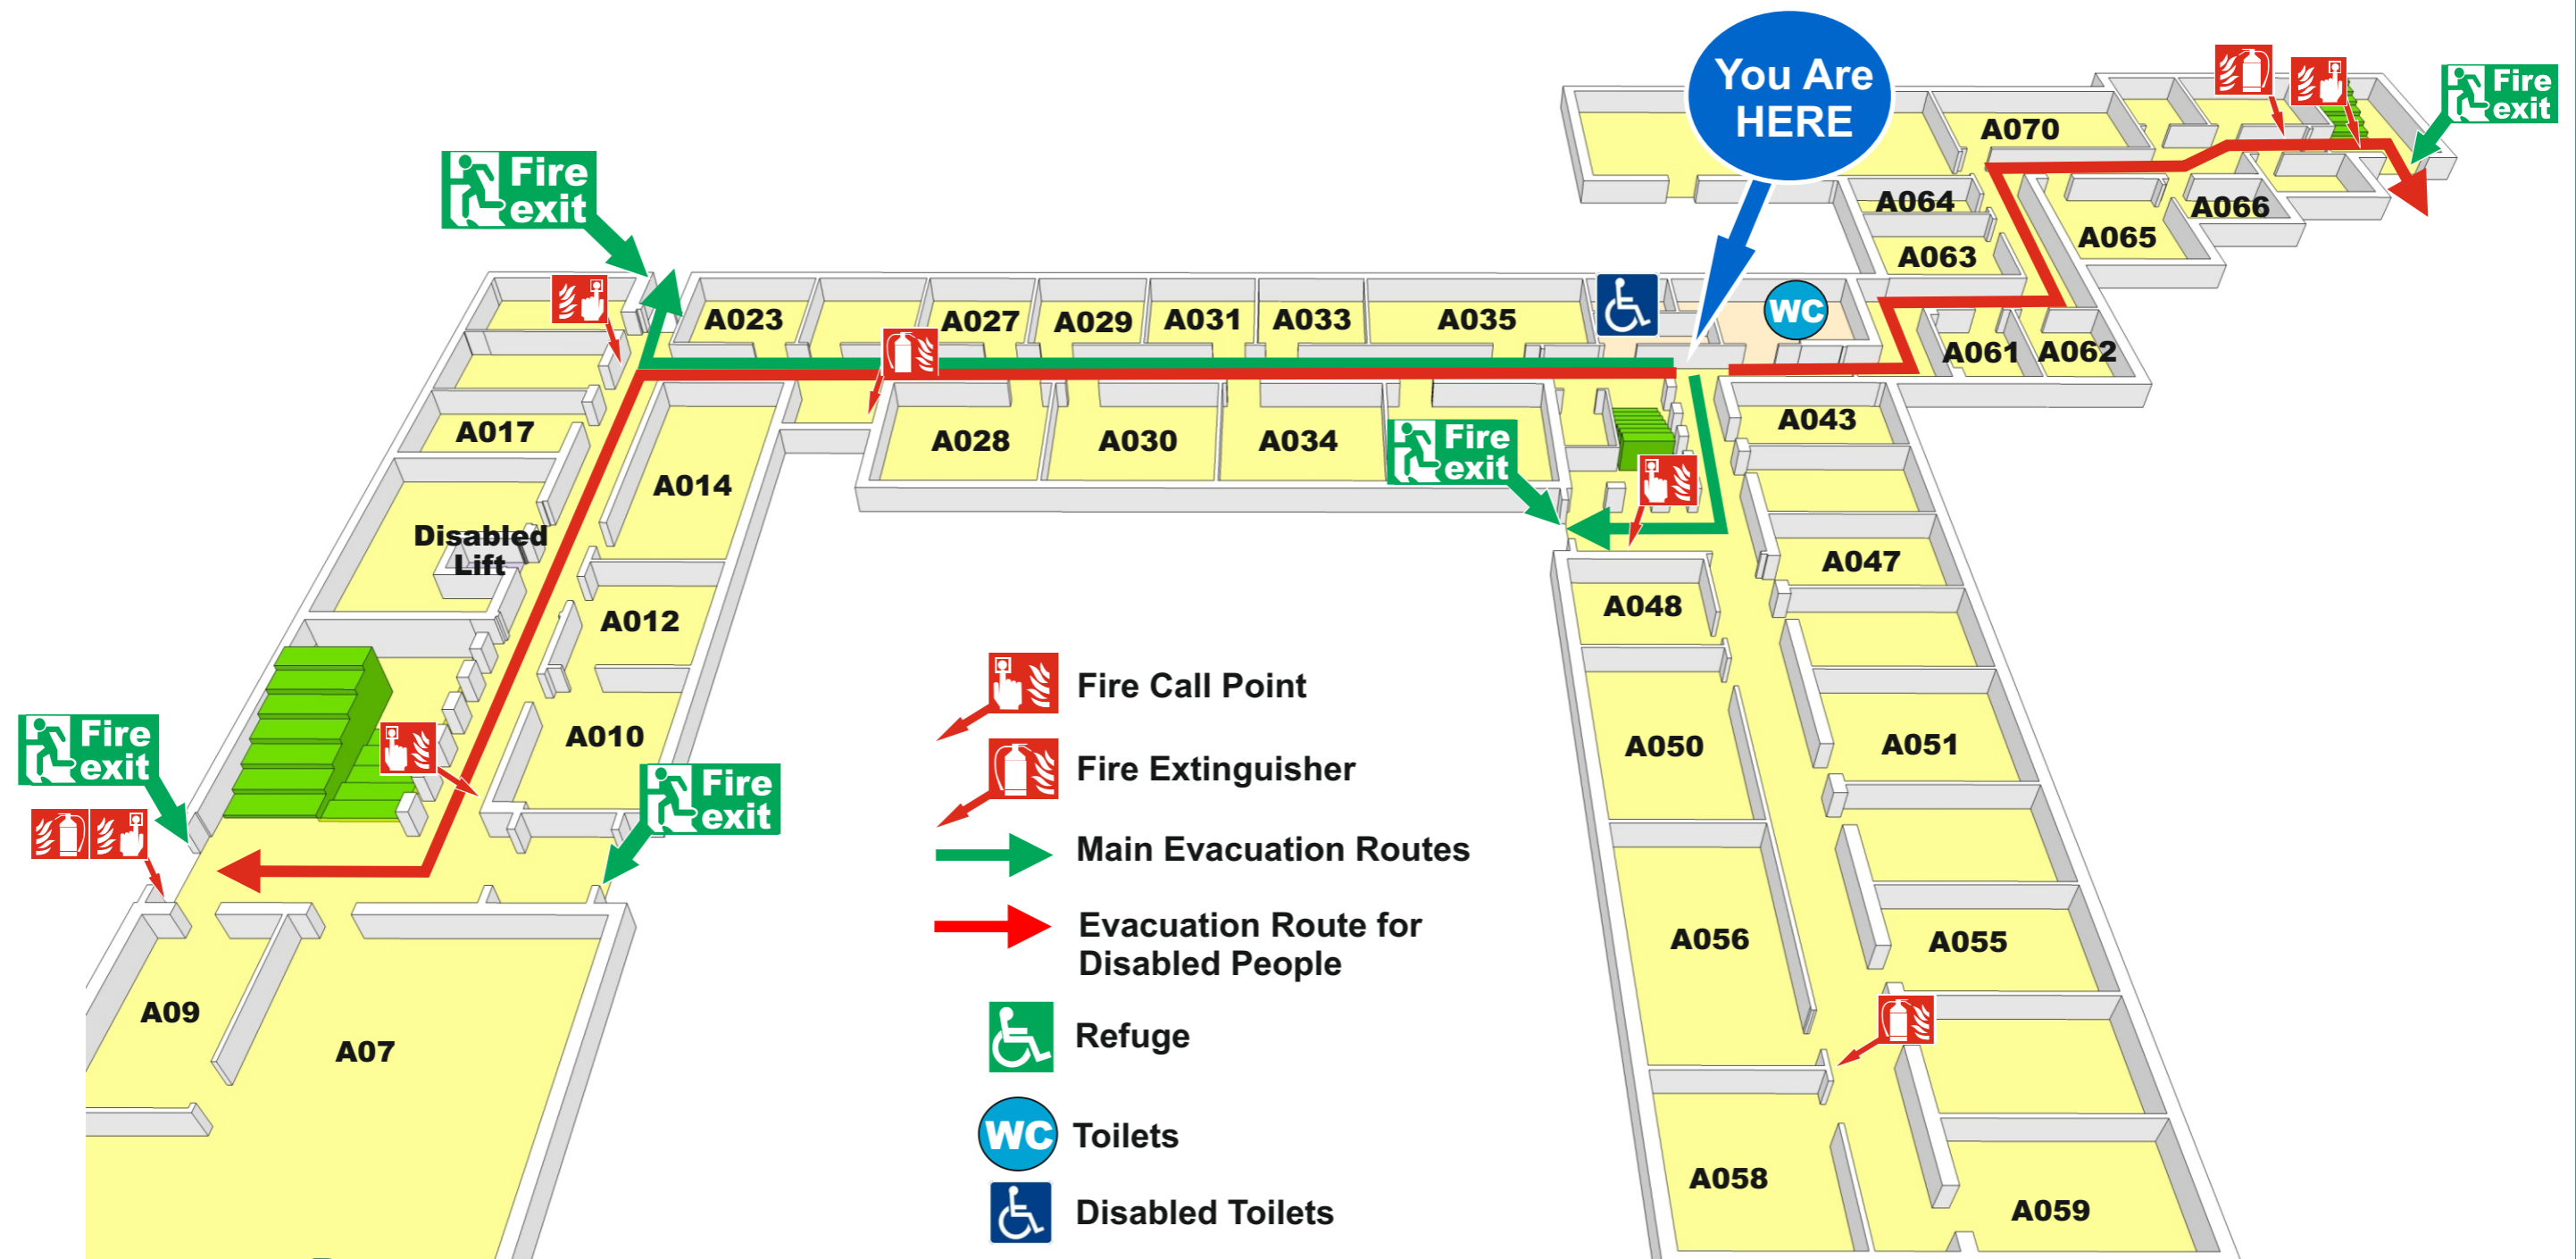 You Are
HERE
Fire
exit
A070
Fire
exit
A064
A066
A065
A063
A023
A027
A029
A031
A033
A035
WC
A061
A062
A017
A028
A030
A034
Fire
exit
A043
A014
Disabled
Lift
A047
A012
A048
Fire Call Point
A010
A050
A051
Fire
exit
Fire
exit
Fire Extinguisher
Main Evacuation Routes
Evacuation Route for
Disabled People
A056
A055
A09
A07
Refuge
WC
Toilets
A058
A059
Disabled Toilets